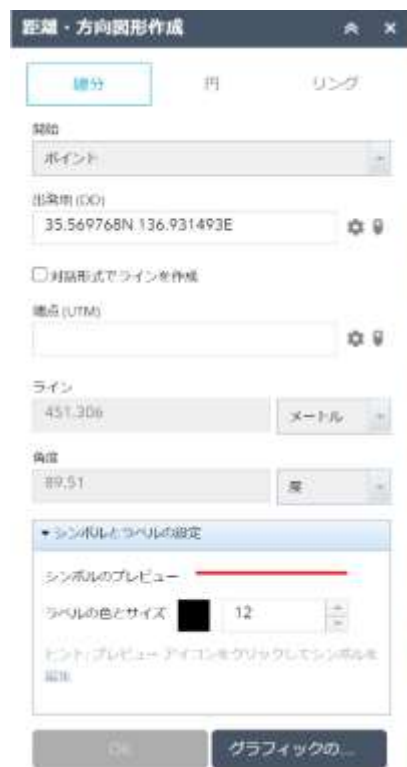 距離・方向図形作成
線分 円 リング
開始
ポイント
出発地 (DD)
35.569768N 136.931493E
対話形式でラインを作成
端点 (UTM)
ライン
451.306 メートル
角度
89.51 度
シンボルとラベルの設定
シンボルのプレビュー
ラベルの色とサイズ 12
ヒント: プレビュー アイコンをクリックしてシンボルを
編集
OK グラフィックの...